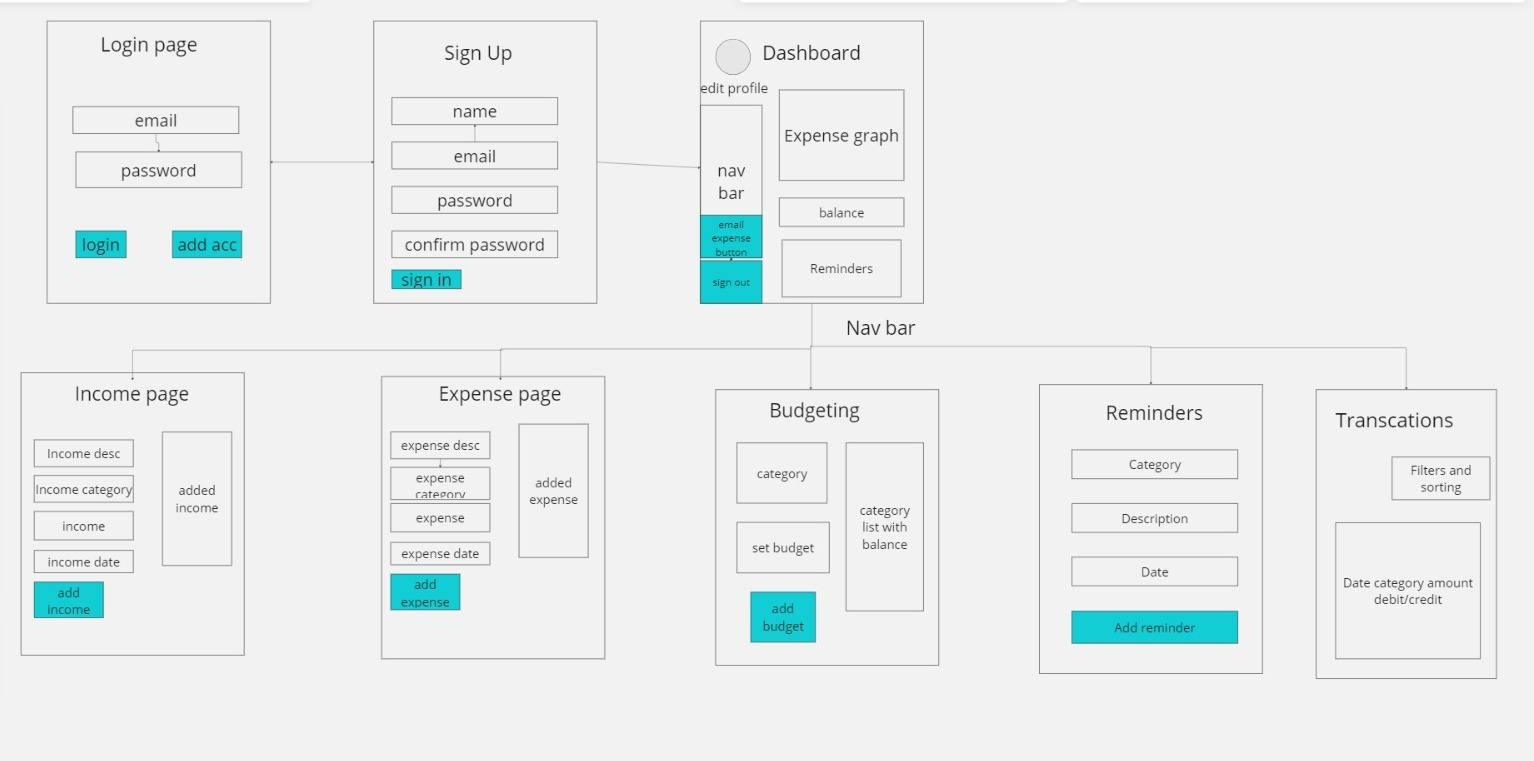 Login page
email
password
login
add acc
Sign Up
name
email
password
confirm password
sign in
Dashboard
edit profile
nav
bar
email
expense
button
sign out
Expense graph
balance
Reminders
Nav bar
Income page
Income desc
Income category
income
income date
add
income
added
income
Expense page
expense desc
expense
category
expense
expense date
add
expense
added
expense
Budgeting
category
set budget
add
budget
category
list with
balance
Reminders
Category
Description
Date
Add reminder
Transcations
Filters and
sorting
Date category amount
debit/credit